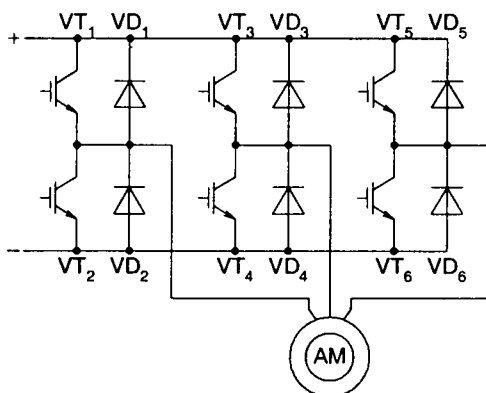 VT₁ VD₁ VT₃ VD₃ VT₅ VD₅
+
−
VT₂ VD₂ VT₄ VD₄ VT₆ VD₆
AM